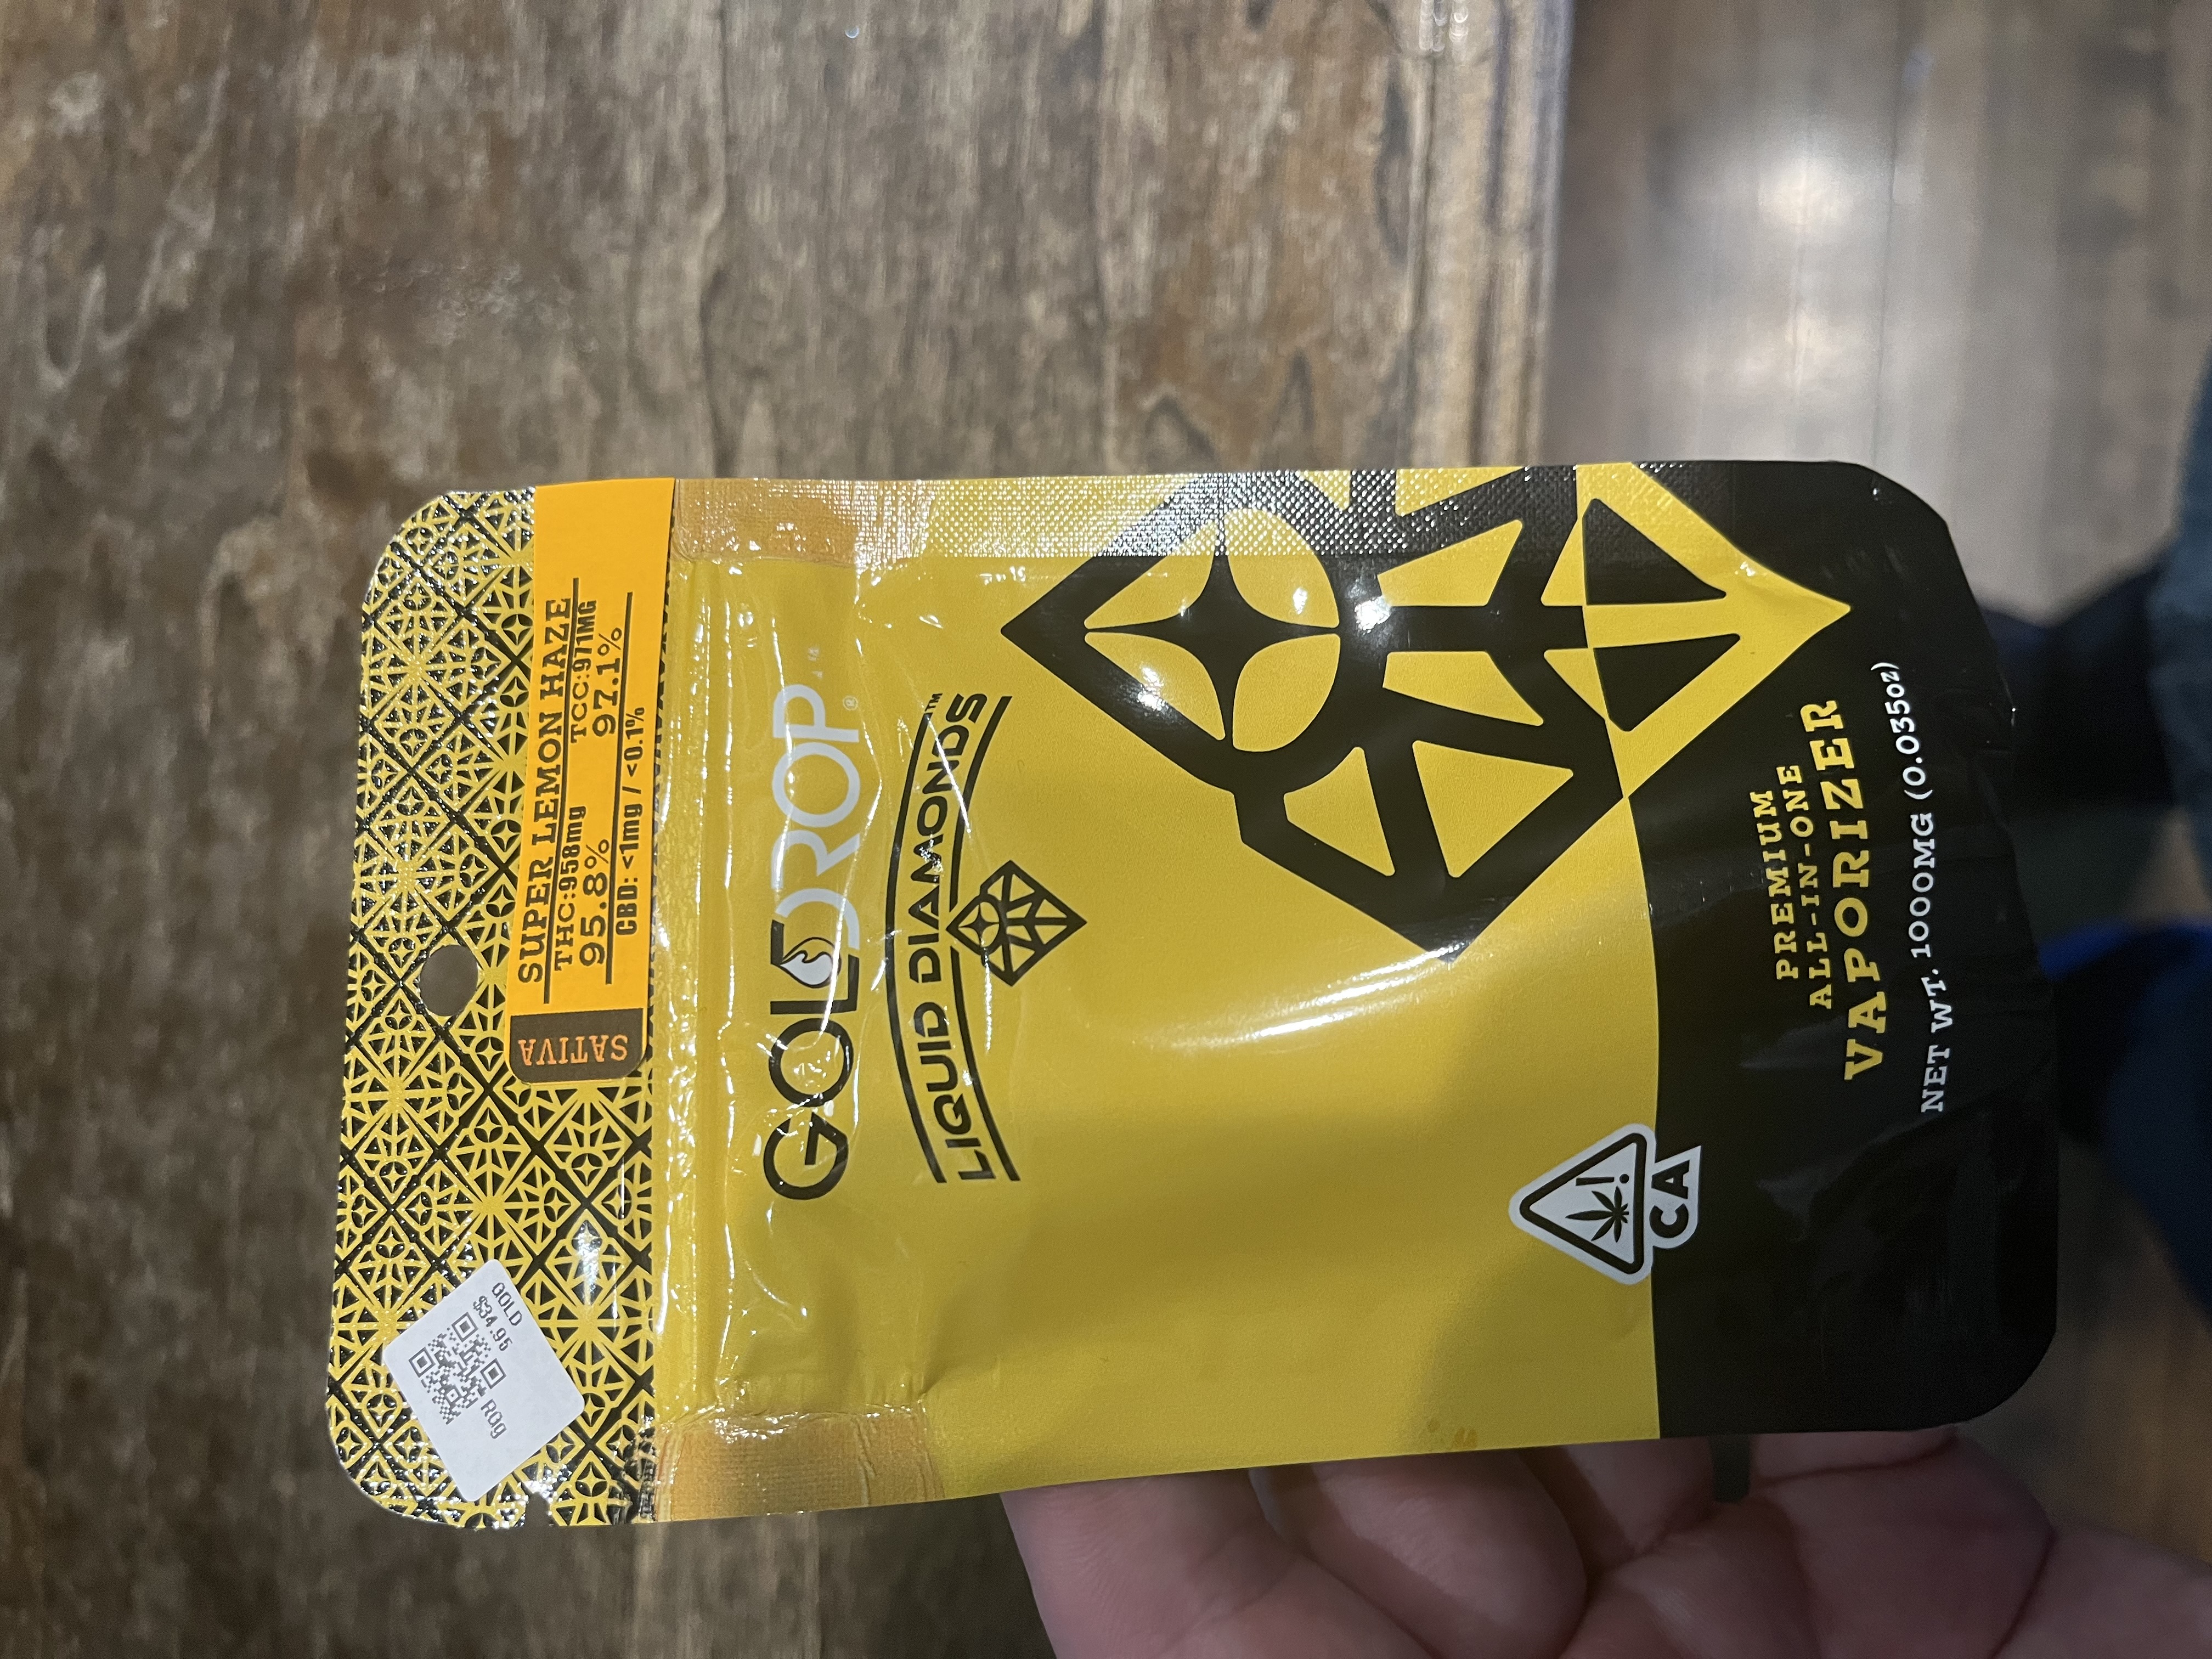 GOLD
$34.95
R0g
SATIVA
SUPER LEMON HAZE
THC:958mg TCC:971MG
95.8% 97.1%
CBD: <1mg / <0.1%
GOLDROP®
LIQUID DIAMONDS™
CA
PREMIUM
ALL-IN-ONE
VAPORIZER
NET WT. 1000MG (0.035oz)